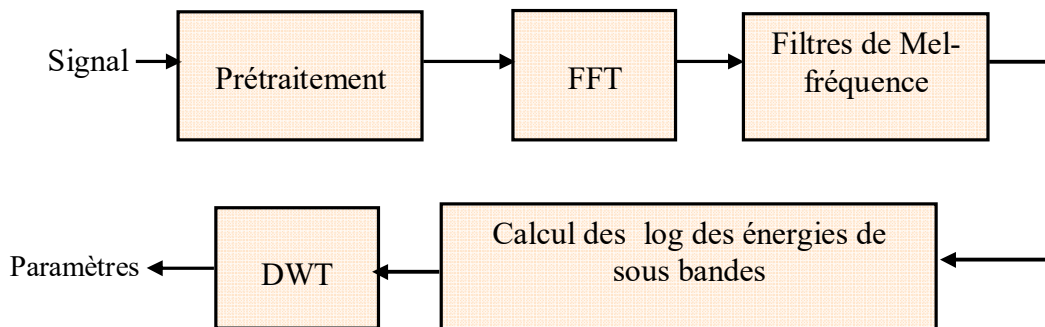 Signal
Prétraitement
FFT
Filtres de Mel-
fréquence
Paramètres
DWT
Calcul des  log des énergies de
sous bandes